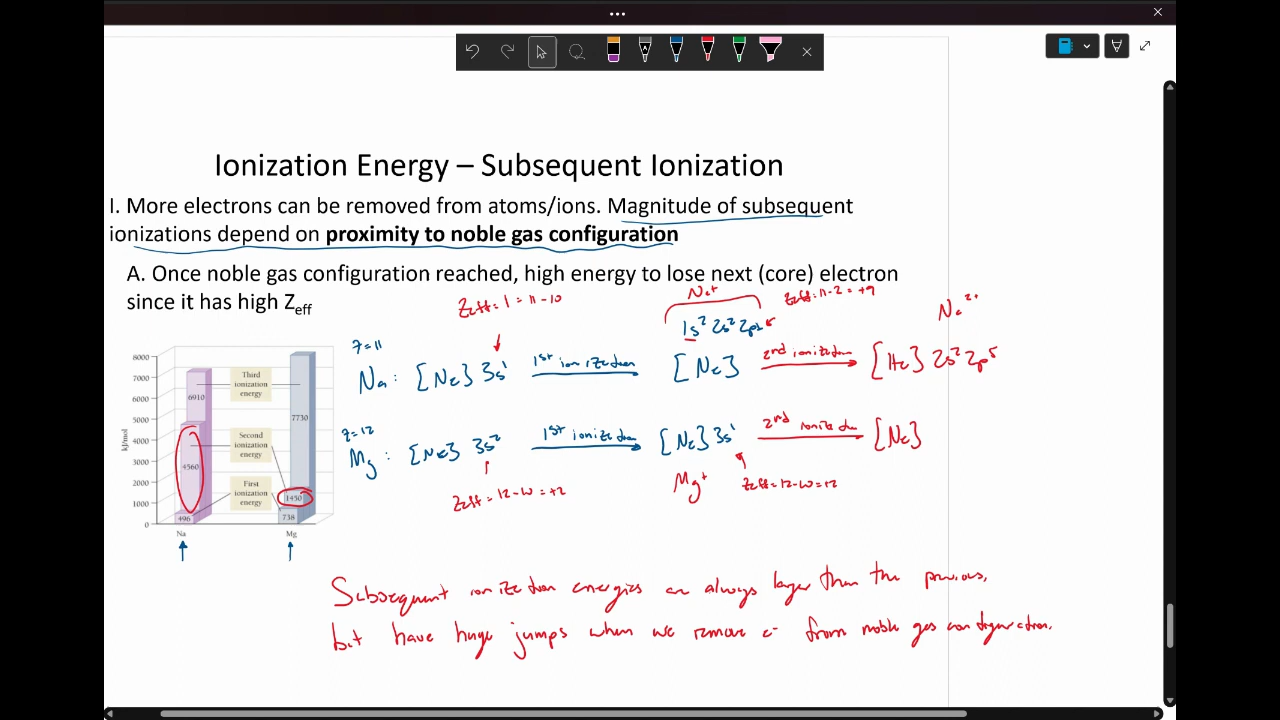 Ionization Energy – Subsequent Ionization
I. More electrons can be removed from atoms/ions. Magnitude of subsequent
ionizations depend on proximity to noble gas configuration
A. Once noble gas configuration reached, high energy to lose next (core) electron
since it has high Zeff
Zeff = 1 = 11 - 10
Na+
Zeff = 11 - 2 = +9
Na2+
1s² 2s² 2p⁶
Z = 11
Na : [Ne] 3s¹
1st ionization
[Ne]
2nd ionization
[He] 2s² 2p⁵
Z = 12
Mg : [Ne] 3s²
1st ionization
[Ne] 3s¹
2nd ionization
[Ne]
Zeff = 12 - 10 = +2
Mg+
Zeff = 12 - 10 = +2
kJ/mol
8000
7000
6000
5000
4000
3000
2000
1000
0
Third
ionization
energy
Second
ionization
energy
First
ionization
energy
6910
4560
496
7730
1450
738
Na
Mg
Subsequent ionization energies are always larger than the previous,
but have huge jumps when we remove e- from noble gas configuration.